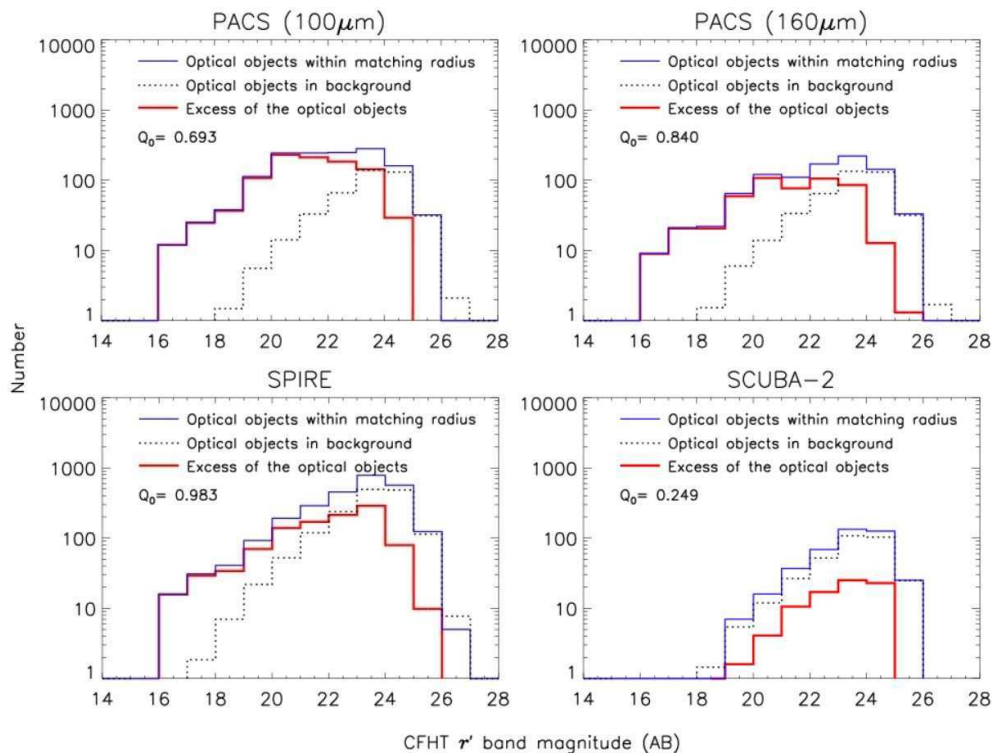 PACS (100μm)
10000
1000
100
10
1
Optical objects within matching radius
Optical objects in background
Excess of the optical objects
Q₀= 0.693
14 16 18 20 22 24 26 28
PACS (160μm)
10000
1000
100
10
1
Optical objects within matching radius
Optical objects in background
Excess of the optical objects
Q₀= 0.840
14 16 18 20 22 24 26 28
Number
SPIRE
10000
1000
100
10
1
Optical objects within matching radius
Optical objects in background
Excess of the optical objects
Q₀= 0.983
14 16 18 20 22 24 26 28
SCUBA-2
10000
1000
100
10
1
Optical objects within matching radius
Optical objects in background
Excess of the optical objects
Q₀= 0.249
14 16 18 20 22 24 26 28
CFHT r' band magnitude (AB)